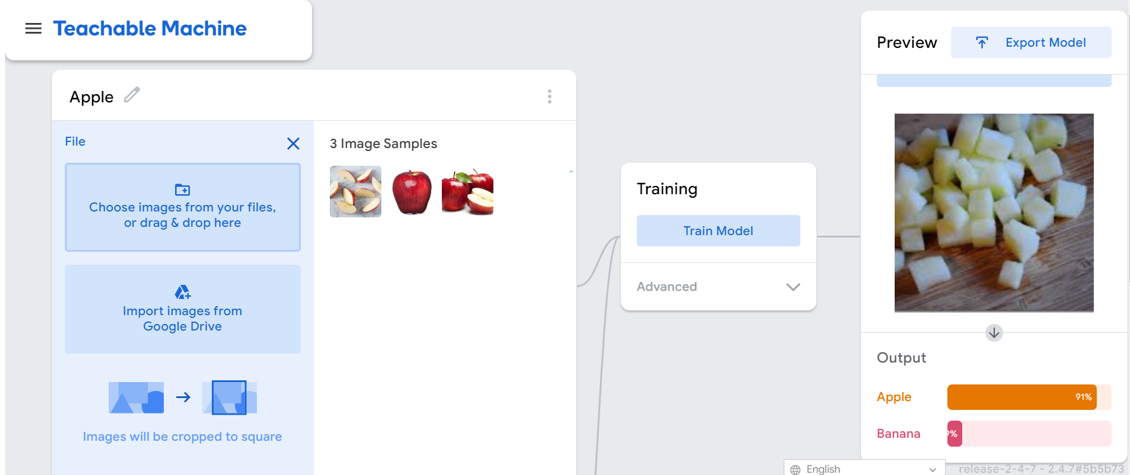 Teachable Machine
Apple
File
Choose images from your files,
or drag & drop here
Import images from
Google Drive
Images will be cropped to square
3 Image Samples
Training
Train Model
Advanced
Preview
Export Model
Output
Apple
91%
Banana
English
release-2-4-7 - 2.4.7#5b5b73